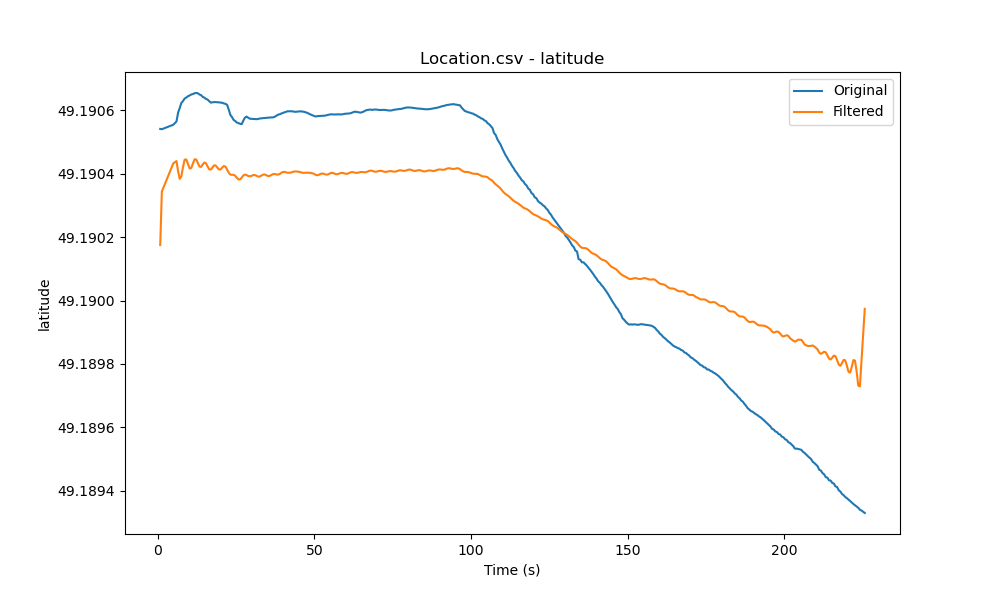 Location.csv - latitude
Original
Filtered
49.1906
49.1904
49.1902
49.1900
49.1898
49.1896
49.1894
latitude
0
50
100
150
200
Time (s)